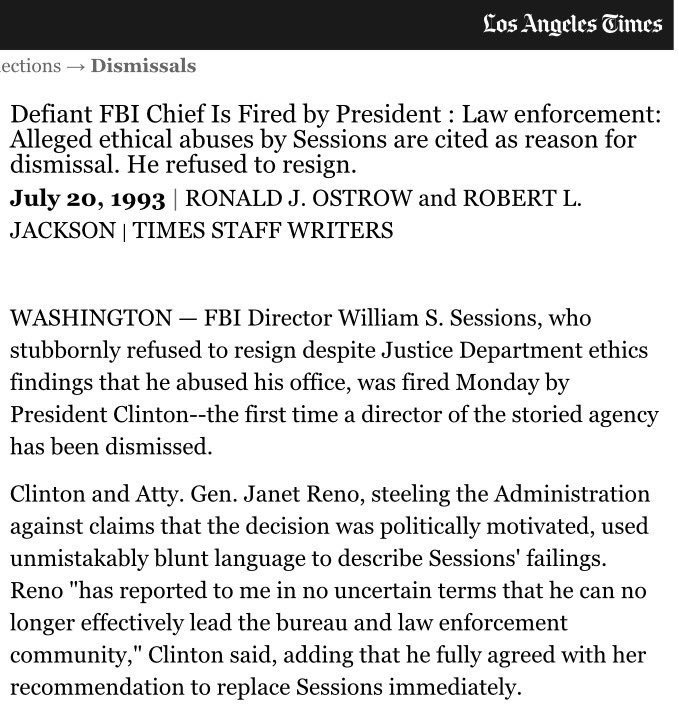 Los Angeles Times
ections → Dismissals
Defiant FBI Chief Is Fired by President : Law enforcement:
Alleged ethical abuses by Sessions are cited as reason for
dismissal. He refused to resign.
July 20, 1993 | RONALD J. OSTROW and ROBERT L.
JACKSON | TIMES STAFF WRITERS
WASHINGTON — FBI Director William S. Sessions, who
stubbornly refused to resign despite Justice Department ethics
findings that he abused his office, was fired Monday by
President Clinton--the first time a director of the storied agency
has been dismissed.
Clinton and Atty. Gen. Janet Reno, steeling the Administration
against claims that the decision was politically motivated, used
unmistakably blunt language to describe Sessions' failings.
Reno "has reported to me in no uncertain terms that he can no
longer effectively lead the bureau and law enforcement
community," Clinton said, adding that he fully agreed with her
recommendation to replace Sessions immediately.